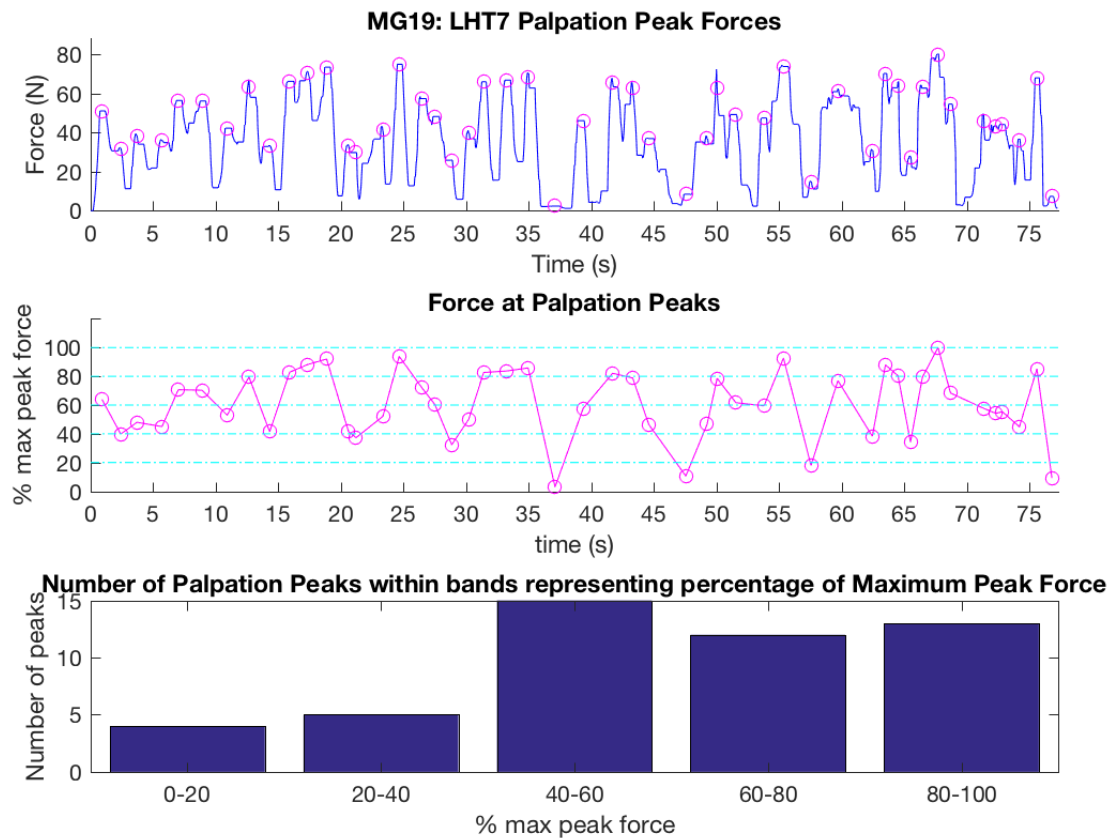 MG19: LHT7 Palpation Peak Forces
Force (N)
80
60
40
20
0
0 5 10 15 20 25 30 35 40 45 50 55 60 65 70 75
Time (s)
Force at Palpation Peaks
% max peak force
100
80
60
40
20
0
0 5 10 15 20 25 30 35 40 45 50 55 60 65 70 75
time (s)
Number of Palpation Peaks within bands representing percentage of Maximum Peak Force
Number of peaks
15
10
5
0
0-20 20-40 40-60 60-80 80-100
% max peak force